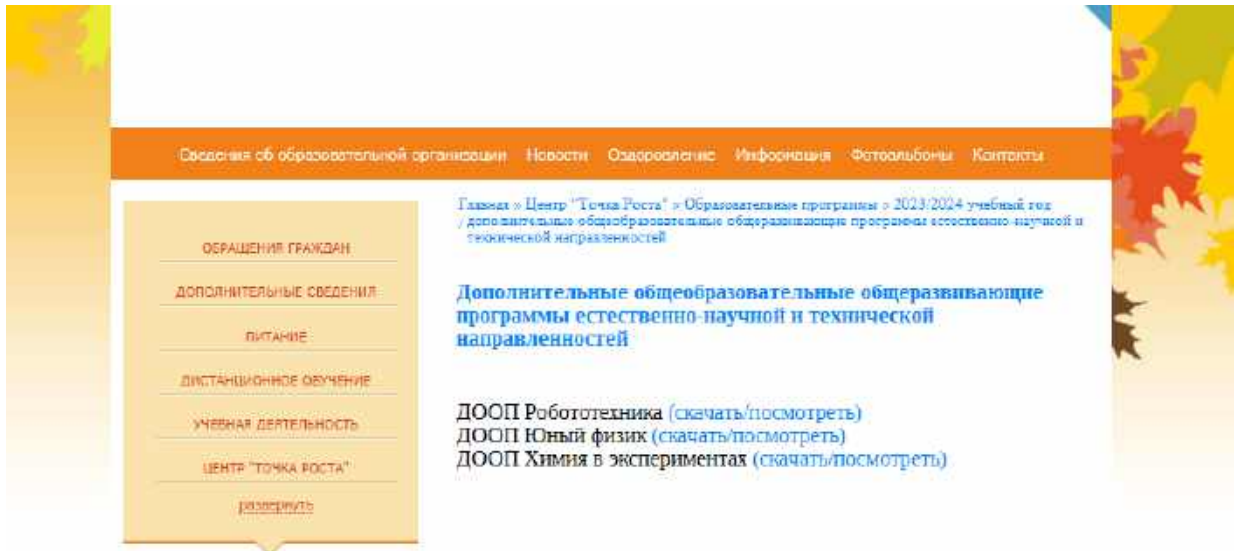 Сведения об образовательной организации Новости Оздоровление Информация Фотоальбомы Контакты
ОБРАЩЕНИЯ ГРАЖДАН
ДОПОЛНИТЕЛЬНЫЕ СВЕДЕНИЯ
ПИТАНИЕ
ДИСТАНЦИОННОЕ ОБУЧЕНИЕ
УЧЕБНАЯ ДЕЯТЕЛЬНОСТЬ
ЦЕНТР "ТОЧКА РОСТА"
развернуть
Главная » Центр "Точка Роста" » Образовательные программы » 2023/2024 учебный год
/ дополнительные общеобразовательные общеразвивающие программы естественно-научной и
технической направленностей
Дополнительные общеобразовательные общеразвивающие
программы естественно-научной и технической
направленностей
ДООП Робототехника (скачать/посмотреть)
ДООП Юный физик (скачать/посмотреть)
ДООП Химия в экспериментах (скачать/посмотреть)